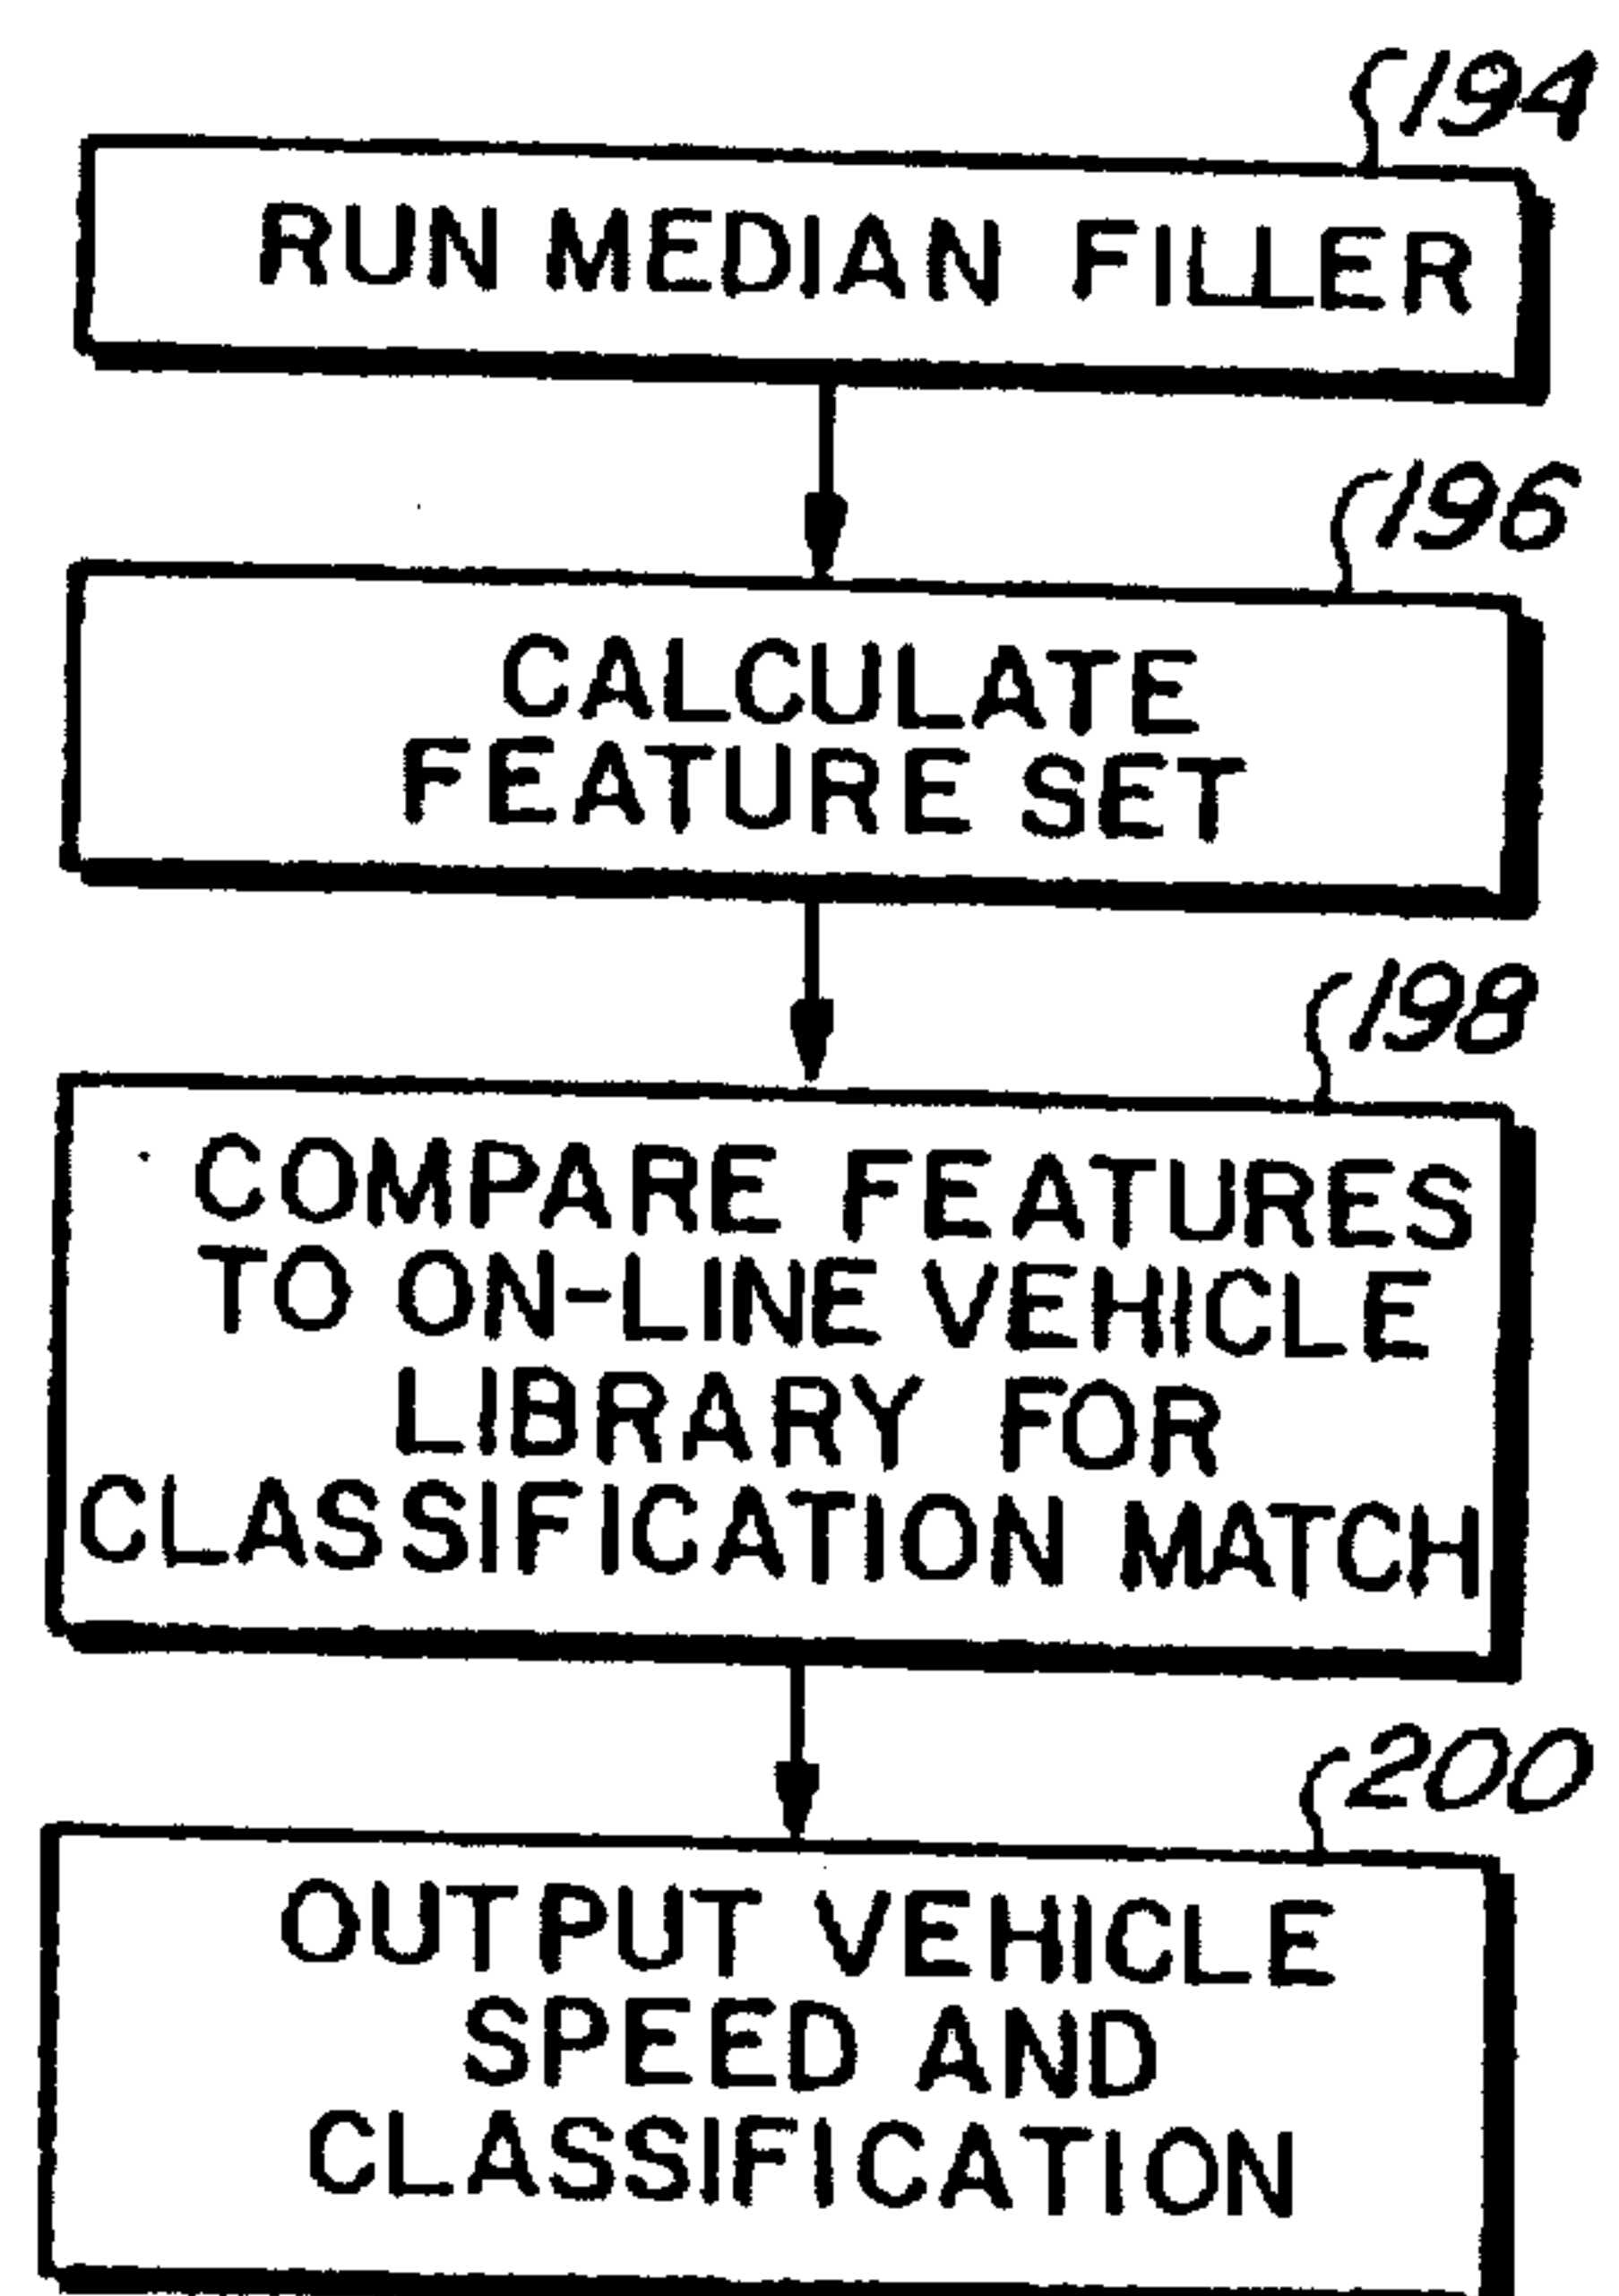 194
RUN MEDIAN FILLER
196
CALCULATE
FEATURE SET
198
COMPARE FEATURES
TO ON-LINE VEHICLE
LIBRARY FOR
CLASSIFICATION MATCH
200
OUTPUT VEHICLE
SPEED AND
CLASSIFICATION